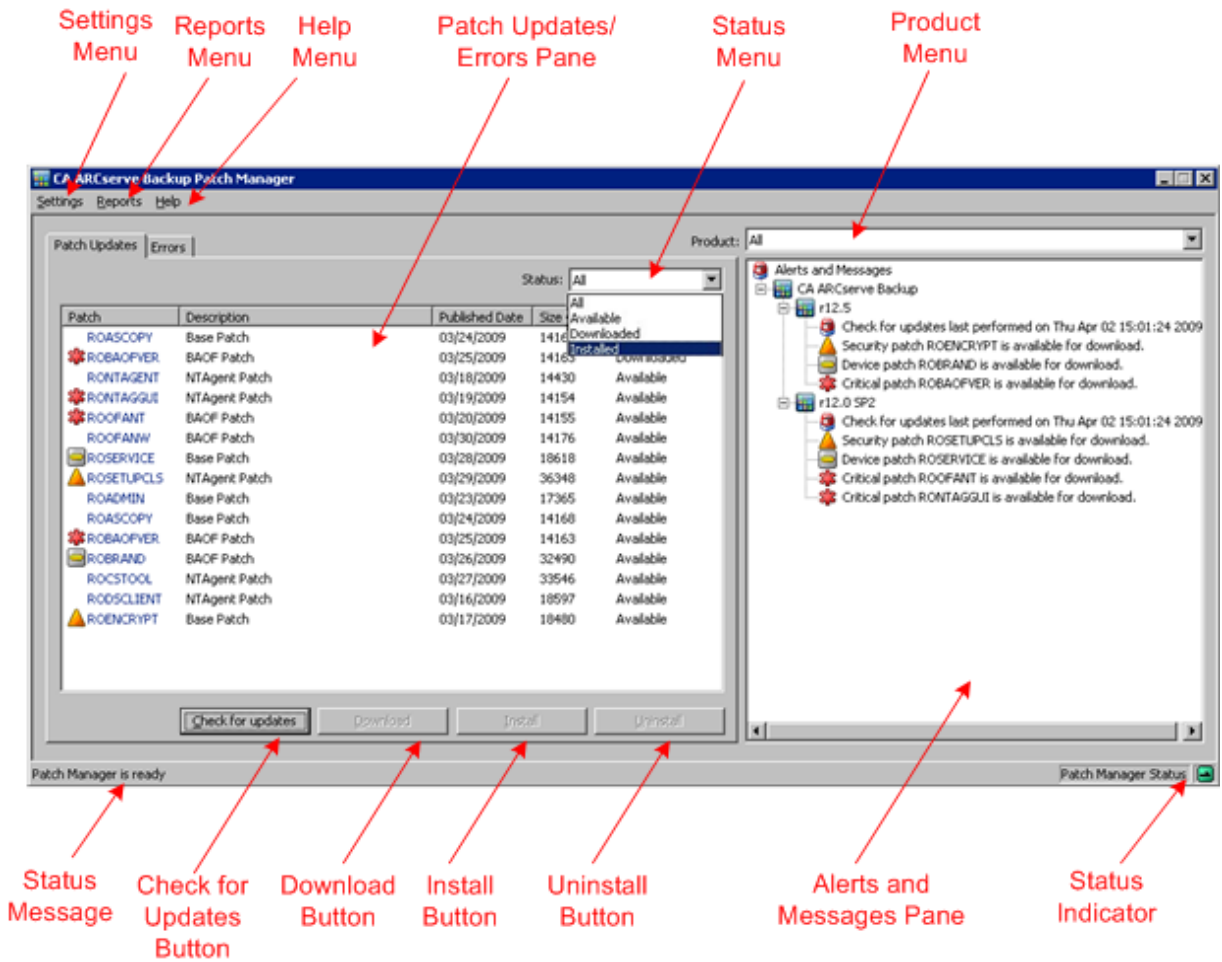 Settings Menu
Reports Menu
Help Menu
Patch Updates/ Errors Pane
Status Menu
Product Menu
CA ARCserve Backup Patch Manager
Settings Reports Help
Patch Updates Errors
Product: All
Status: All
All
Available
Downloaded
Installed
Patch Description Published Date Size
ROASCOPY Base Patch 03/24/2009
ROBAOFVER BAOF Patch 03/25/2009 14163 Downloaded
RONTAGENT NTAgent Patch 03/18/2009 14430 Available
RONTAGGUI NTAgent Patch 03/19/2009 14154 Available
ROOFANT BAOF Patch 03/20/2009 14155 Available
ROOFANW BAOF Patch 03/30/2009 14176 Available
ROSERVICE Base Patch 03/28/2009 18618 Available
ROSETUPCLS NTAgent Patch 03/29/2009 36348 Available
ROADMIN Base Patch 03/23/2009 17365 Available
ROASCOPY Base Patch 03/24/2009 14168 Available
ROBAOFVER BAOF Patch 03/25/2009 14163 Available
ROBRAND BAOF Patch 03/26/2009 32490 Available
ROCSTOOL NTAgent Patch 03/27/2009 33546 Available
RODSCLIENT NTAgent Patch 03/16/2009 18597 Available
ROENCRYPT Base Patch 03/17/2009 18480 Available
Check for updates Download Install Uninstall
Alerts and Messages
CA ARCserve Backup
r12.5
Check for updates last performed on Thu Apr 02 15:01:24 2009
Security patch ROENCRYPT is available for download.
Device patch ROBRAND is available for download.
Critical patch ROBAOFVER is available for download.
r12.0 SP2
Check for updates last performed on Thu Apr 02 15:01:24 2009
Security patch ROSETUPCLS is available for download.
Device patch ROSERVICE is available for download.
Critical patch ROOFANT is available for download.
Critical patch RONTAGGUI is available for download.
Patch Manager is ready
Patch Manager Status
Status Message
Check for Updates Button
Download Button
Install Button
Uninstall Button
Alerts and Messages Pane
Status Indicator